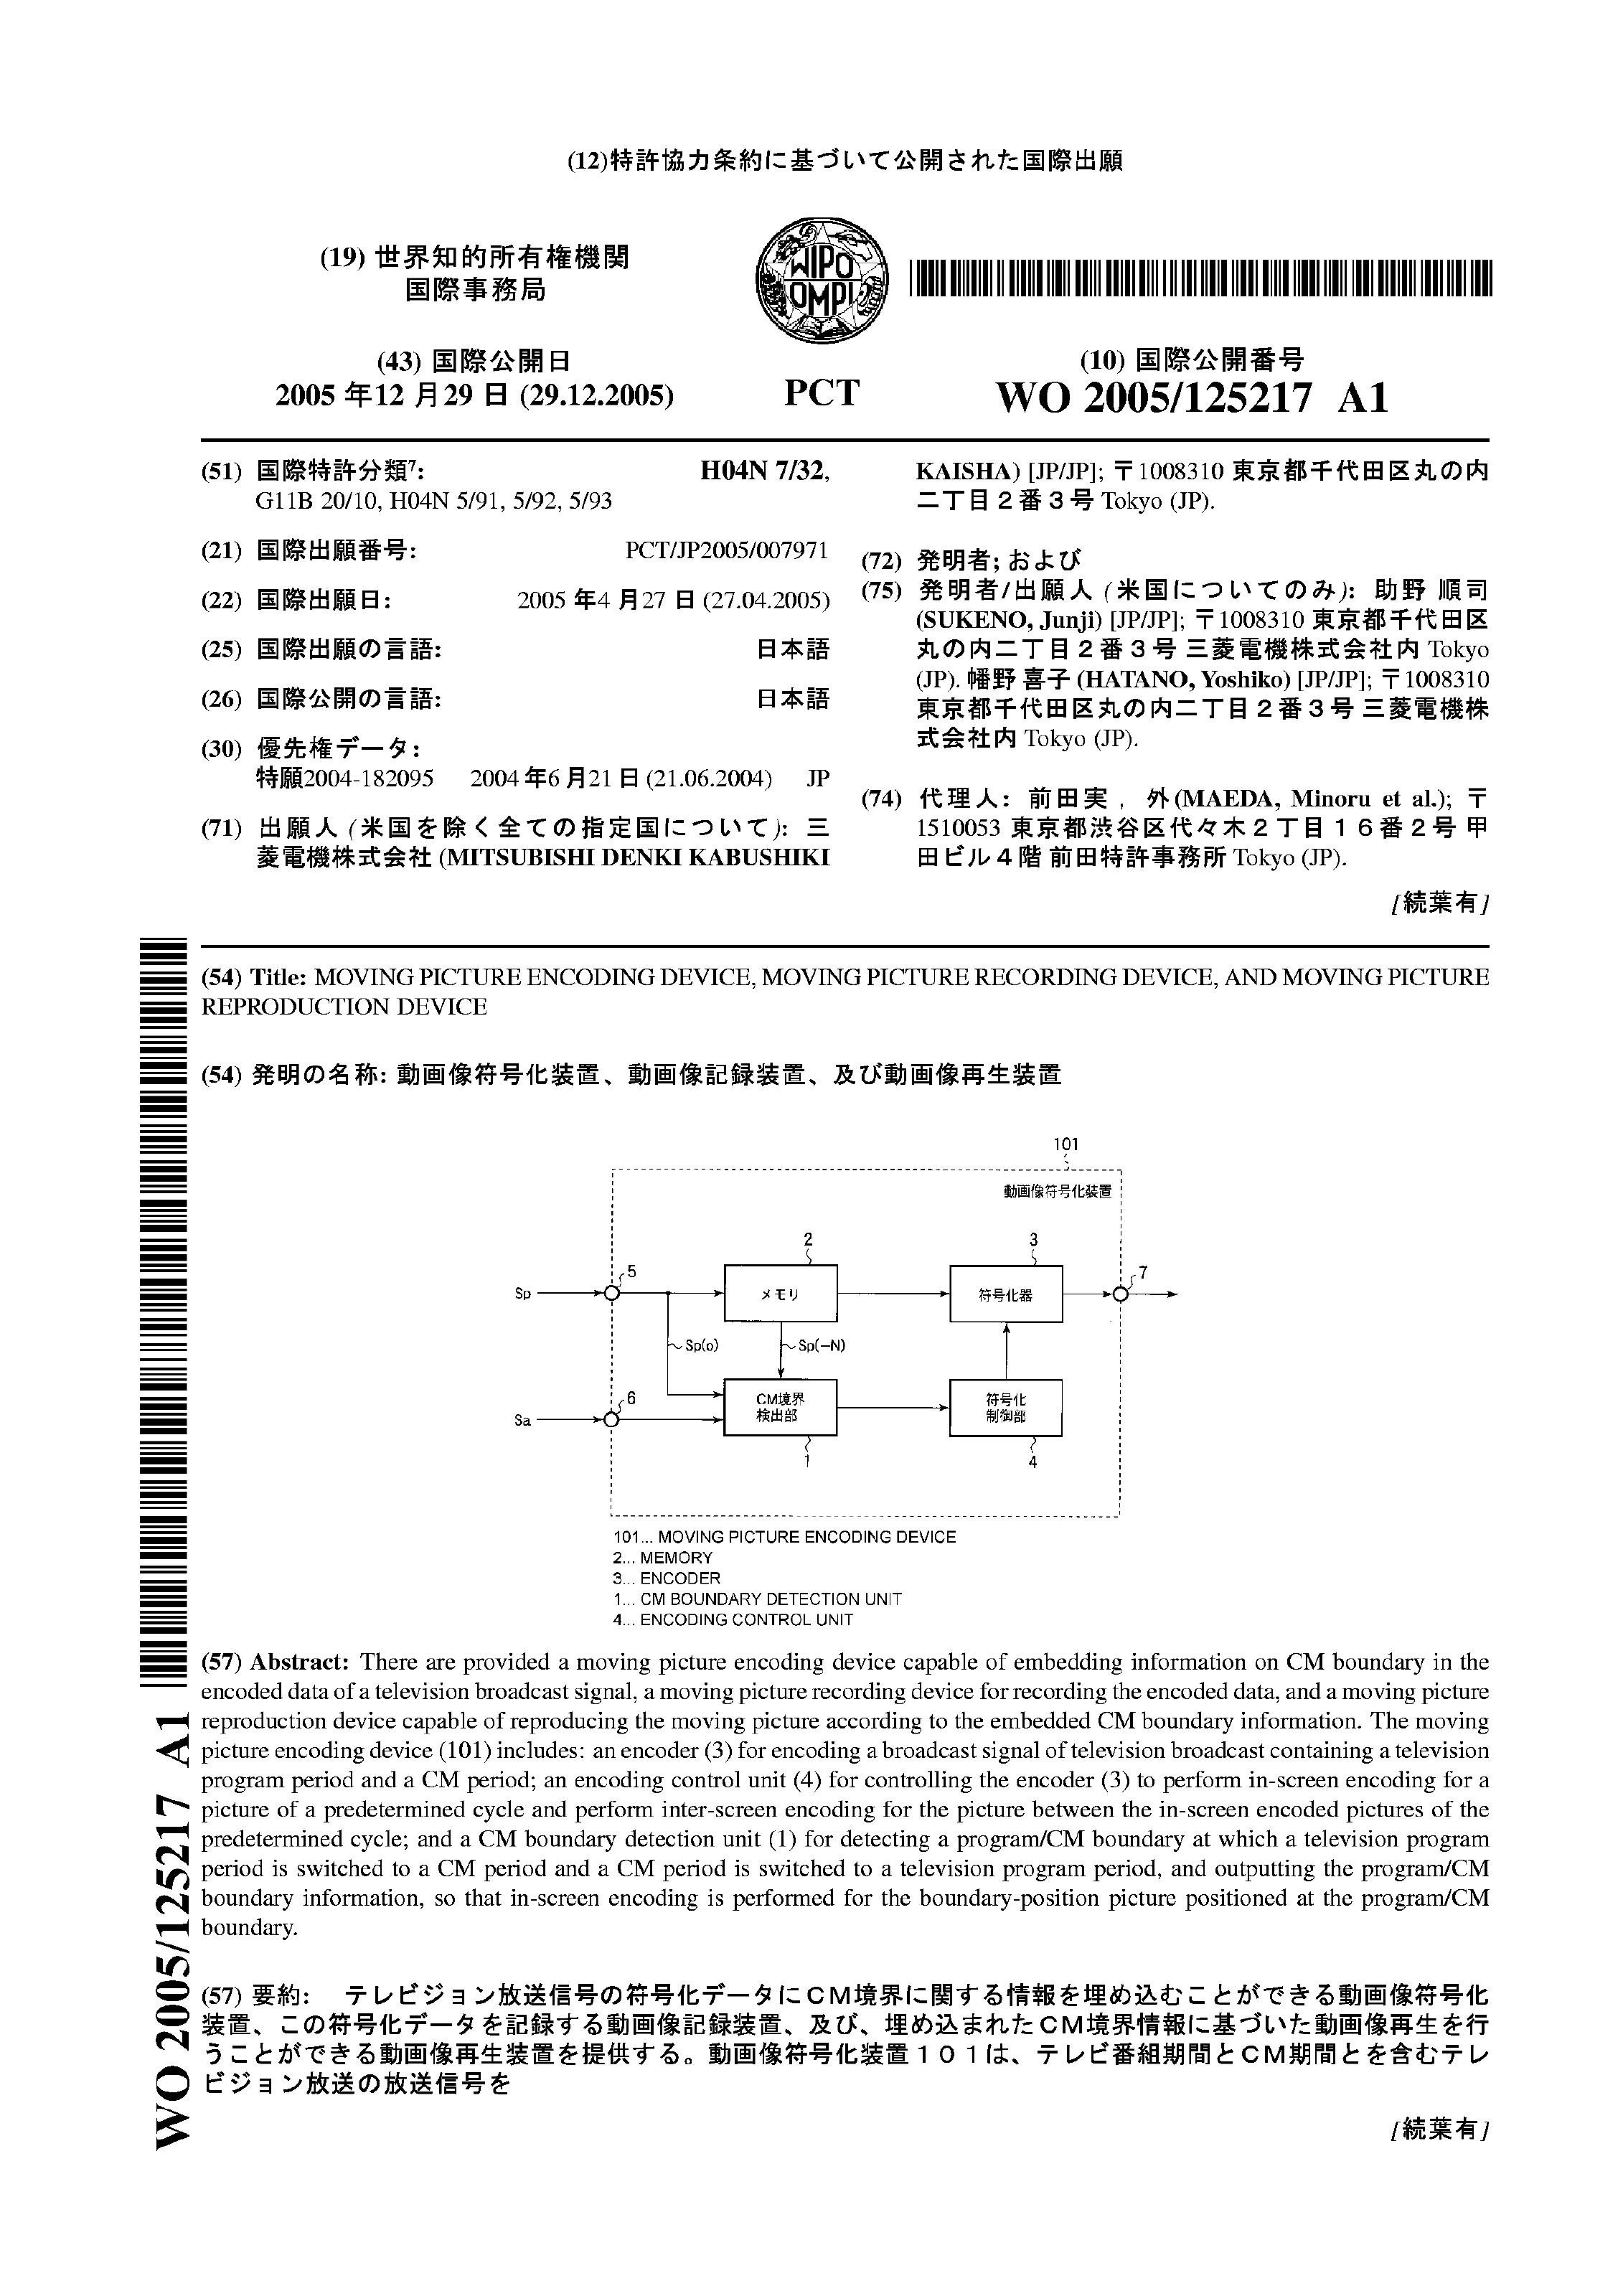 (12)特許協力条約に基づいて公開された国際出願
(19) 世界知的所有権機関
国際事務局
WIPO
OMPI
(43) 国際公開日
2005 年12 月29 日 (29.12.2005)
PCT
(10) 国際公開番号
WO 2005/125217 A1
(51) 国際特許分類7: H04N 7/32,
G11B 20/10, H04N 5/91, 5/92, 5/93
(21) 国際出願番号: PCT/JP2005/007971
(22) 国際出願日: 2005 年4 月27 日 (27.04.2005)
(25) 国際出願の言語: 日本語
(26) 国際公開の言語: 日本語
(30) 優先権データ:
特願2004-182095 2004 年6 月21 日 (21.06.2004) JP
(71) 出願人 (米国を除く全ての指定国について): 三
菱電機株式会社 (MITSUBISHI DENKI KABUSHIKI
KAISHA) [JP/JP]; 〒1008310 東京都千代田区丸の内
二丁目2番3号 Tokyo (JP).
(72) 発明者; および
(75) 発明者/出願人 (米国についてのみ): 助野 順司
(SUKENO, Junji) [JP/JP]; 〒1008310 東京都千代田区
丸の内二丁目2番3号 三菱電機株式会社内 Tokyo
(JP). 幡野 喜子 (HATANO, Yoshiko) [JP/JP]; 〒1008310
東京都千代田区丸の内二丁目2番3号 三菱電機株
式会社内 Tokyo (JP).
(74) 代理人: 前田実, 外(MAEDA, Minoru et al.); 〒
1510053 東京都渋谷区代々木2丁目16番2号 甲
田ビル4階 前田特許事務所 Tokyo (JP).
[続葉有]
(54) Title: MOVING PICTURE ENCODING DEVICE, MOVING PICTURE RECORDING DEVICE, AND MOVING PICTURE
REPRODUCTION DEVICE
(54) 発明の名称: 動画像符号化装置、動画像記録装置、及び動画像再生装置
101
動画像符号化装置
2
3
5
7
Sp
メモリ
符号化器
Sp(o)
Sp(-N)
6
Sa
CM境界
検出部
符号化
制御部
1
4
101... MOVING PICTURE ENCODING DEVICE
2... MEMORY
3... ENCODER
1... CM BOUNDARY DETECTION UNIT
4... ENCODING CONTROL UNIT
(57) Abstract: There are provided a moving picture encoding device capable of embedding information on CM boundary in the
encoded data of a television broadcast signal, a moving picture recording device for recording the encoded data, and a moving picture
reproduction device capable of reproducing the moving picture according to the embedded CM boundary information. The moving
picture encoding device (101) includes: an encoder (3) for encoding a broadcast signal of television broadcast containing a television
program period and a CM period; an encoding control unit (4) for controlling the encoder (3) to perform in-screen encoding for a
picture of a predetermined cycle and perform inter-screen encoding for the picture between the in-screen encoded pictures of the
predetermined cycle; and a CM boundary detection unit (1) for detecting a program/CM boundary at which a television program
period is switched to a CM period and a CM period is switched to a television program period, and outputting the program/CM
boundary information, so that in-screen encoding is performed for the boundary-position picture positioned at the program/CM
boundary.
(57) 要約: テレビジョン放送信号の符号化データにCM境界に関する情報を埋め込むことができる動画像符号化
装置、この符号化データを記録する動画像記録装置、及び、埋め込まれたCM境界情報に基づいた動画像再生を行
うことができる動画像再生装置を提供する。動画像符号化装置101は、テレビ番組期間とCM期間とを含むテレ
ビジョン放送の放送信号を
[続葉有]
WO 2005/125217 A1